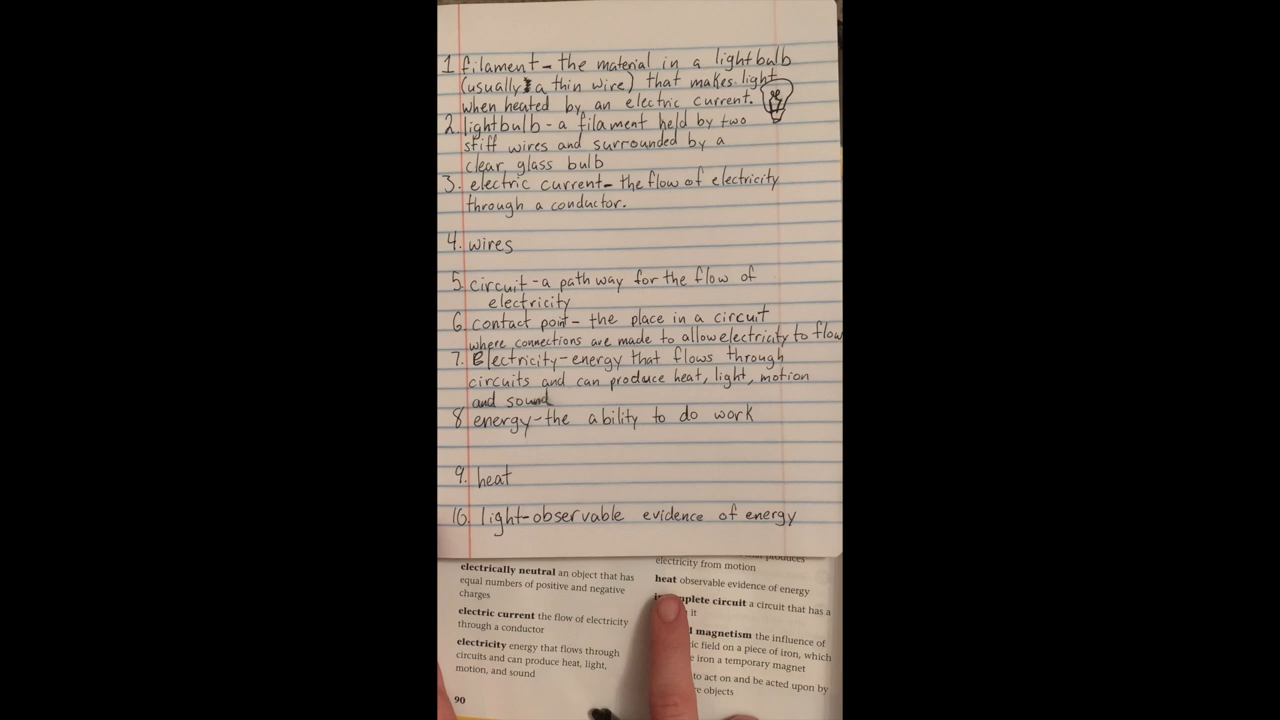 1 filament - the material in a lightbulb
(usually a thin wire) that makes light
when heated by an electric current.
2. lightbulb - a filament held by two
stiff wires and surrounded by a
clear, glass bulb
3. electric current - the flow of electricity
through a conductor.
4. wires
5. circuit - a path way for the flow of
electricity
6. contact point - the place in a circuit
where connections are made to allow electricity to flow
7. Electricity - energy that flows through
circuits and can produce heat, light, motion
and sound
8 energy - the ability to do work
9. heat
10. light - observable evidence of energy
electrically neutral an object that has
equal numbers of positive and negative
charges
electric current the flow of electricity
through a conductor
electricity energy that flows through
circuits and can produce heat, light,
motion, and sound
90
produces
electricity from motion
heat observable evidence of energy
circuit a circuit that has a
it
magnetism the influence of
field on a piece of iron, which
iron a temporary magnet
to act on and be acted upon by
objects